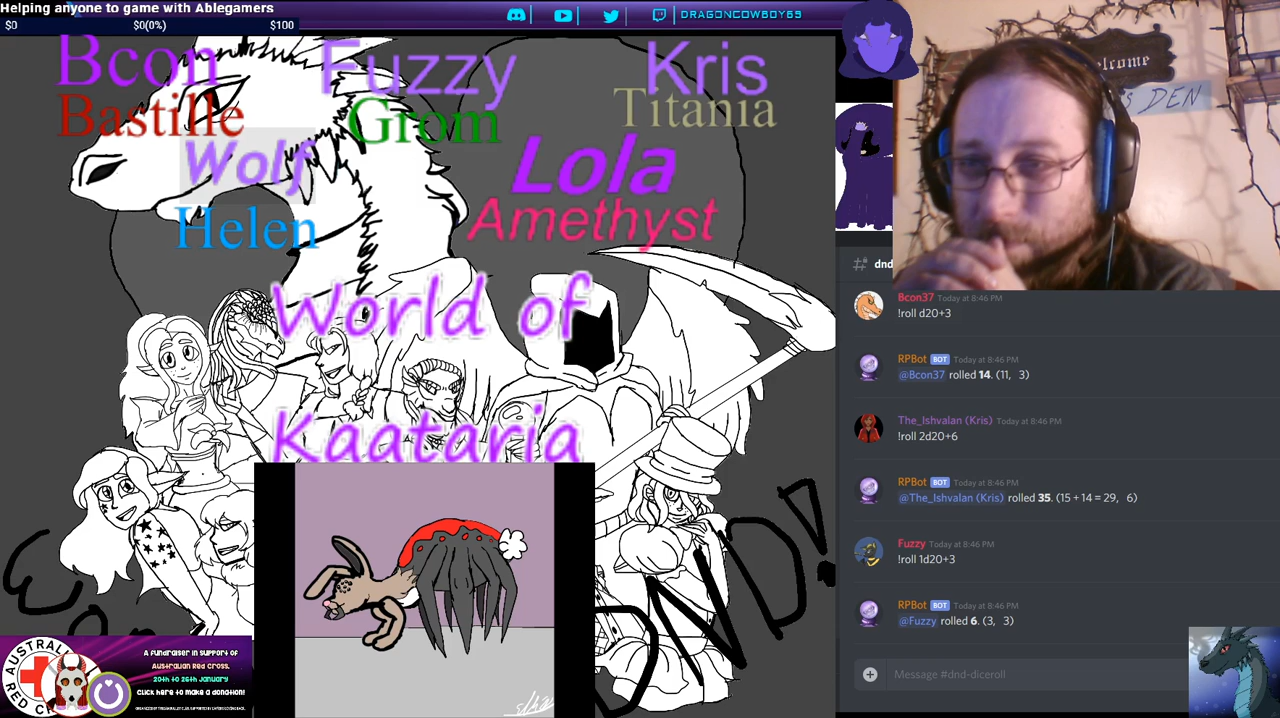 Helping anyone to game with Ablegamers
$0 $0(0%) $100
DRAGONCOWBOY69
Bcon Fuzzy Kris
Bastille Grom Titania
Wolf Lola
Helen Amethyst
World of
Kaataria
DND!
elcome
'S DEN
# dnd
Bcon37 Today at 8:46 PM
!roll d20+3
RPBot BOT Today at 8:46 PM
@Bcon37 rolled 14. (11, 3)
The_Ishvalan (Kris) Today at 8:46 PM
!roll 2d20+6
RPBot BOT Today at 8:46 PM
@The_Ishvalan (Kris) rolled 35. (15 + 14 = 29, 6)
Fuzzy Today at 8:46 PM
!roll 1d20+3
RPBot BOT Today at 8:46 PM
@Fuzzy rolled 6. (3, 3)
Message #dnd-diceroll
AUSTRALIAN
RED CR
A fundraiser in support of
Australian Red Cross.
20th to 26th January
Click here to make a donation!